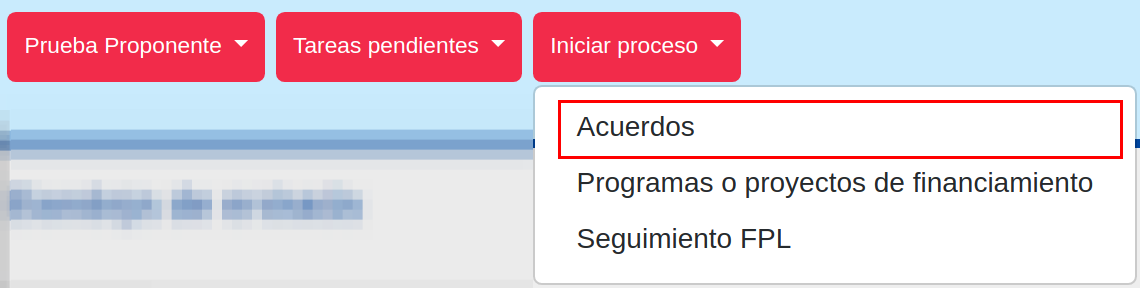 Prueba Proponente
Tareas pendientes
Iniciar proceso
Acuerdos
Programas o proyectos de financiamiento
Seguimiento FPL